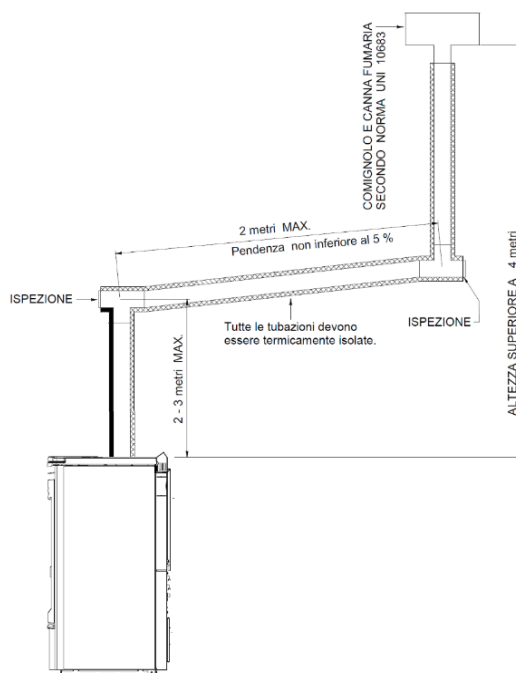 COMIGNOLO E CANNA FUMARIA
SECONDO NORMA UNI 10683
2 metri MAX.
Pendenza non inferiore al 5 %
ISPEZIONE
Tutte le tubazioni devono
essere termicamente isolate.
ISPEZIONE
2 - 3 metri MAX.
ALTEZZA SUPERIORE A 4 metri